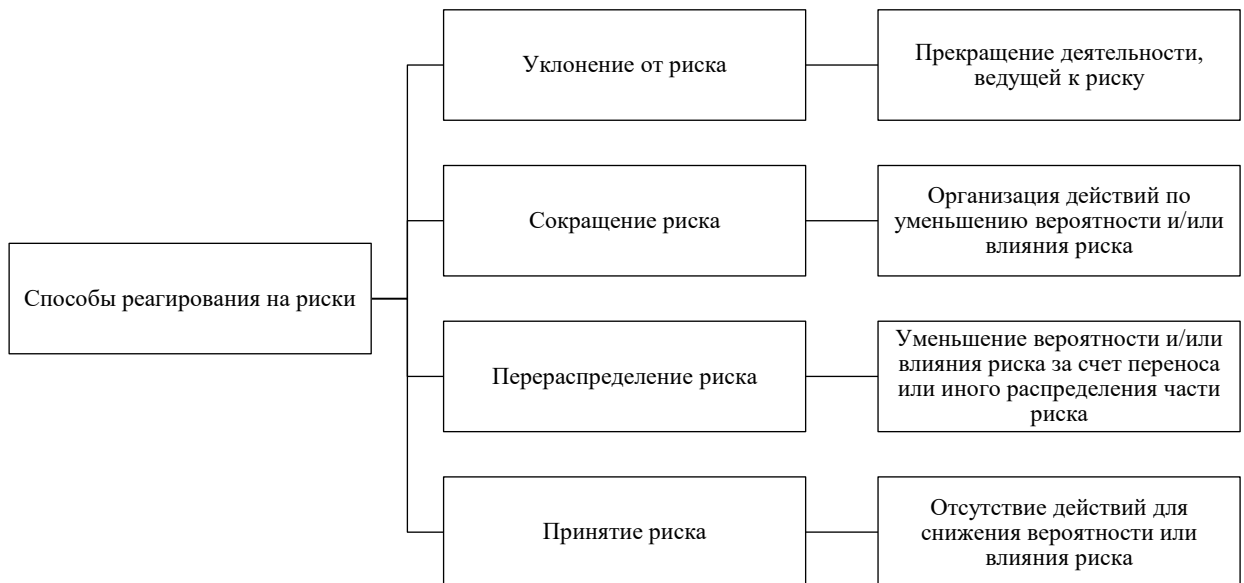 Способы реагирования на риски
Уклонение от риска
Прекращение деятельности,
ведущей к риску
Сокращение риска
Организация действий по
уменьшению вероятности и/или
влияния риска
Перераспределение риска
Уменьшение вероятности и/или
влияния риска за счет переноса
или иного распределения части
риска
Принятие риска
Отсутствие действий для
снижения вероятности или
влияния риска